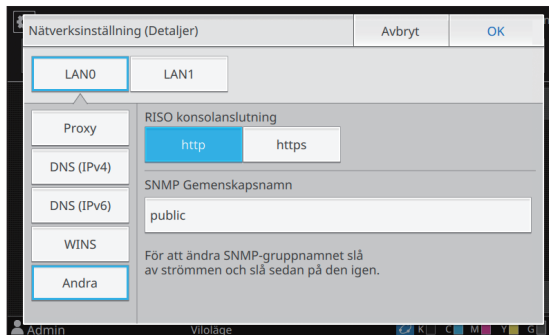 Nätverksinställning (Detaljer)
Avbryt
OK
LAN0
LAN1
Proxy
DNS (IPv4)
DNS (IPv6)
WINS
Andra
RISO konsolanslutning
http
https
SNMP Gemenskapsnamn
public
För att ändra SNMP-gruppnamnet slå
av strömmen och slå sedan på den igen.
Admin
Viloläge
K
C
M
Y
G